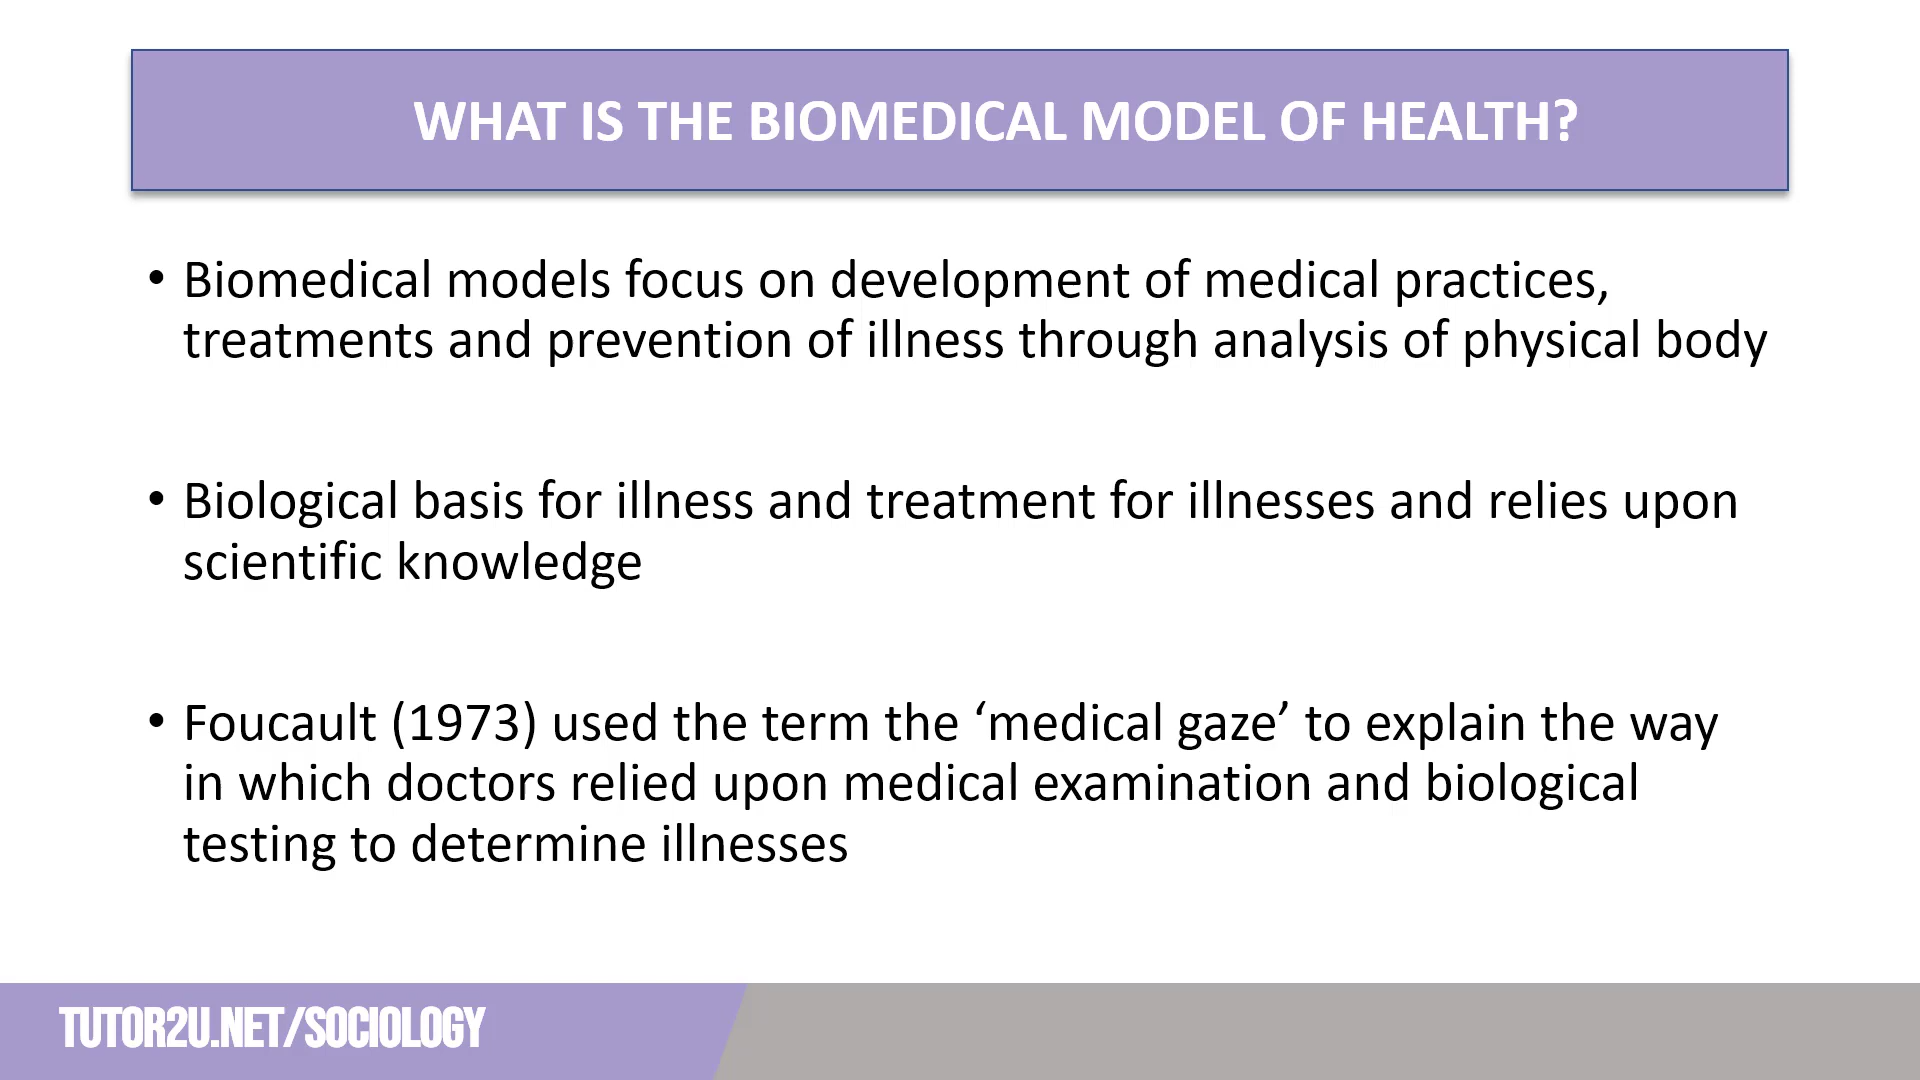 WHAT IS THE BIOMEDICAL MODEL OF HEALTH?
• Biomedical models focus on development of medical practices,
treatments and prevention of illness through analysis of physical body
• Biological basis for illness and treatment for illnesses and relies upon
scientific knowledge
• Foucault (1973) used the term the ‘medical gaze’ to explain the way
in which doctors relied upon medical examination and biological
testing to determine illnesses
TUTOR2U.NET/SOCIOLOGY